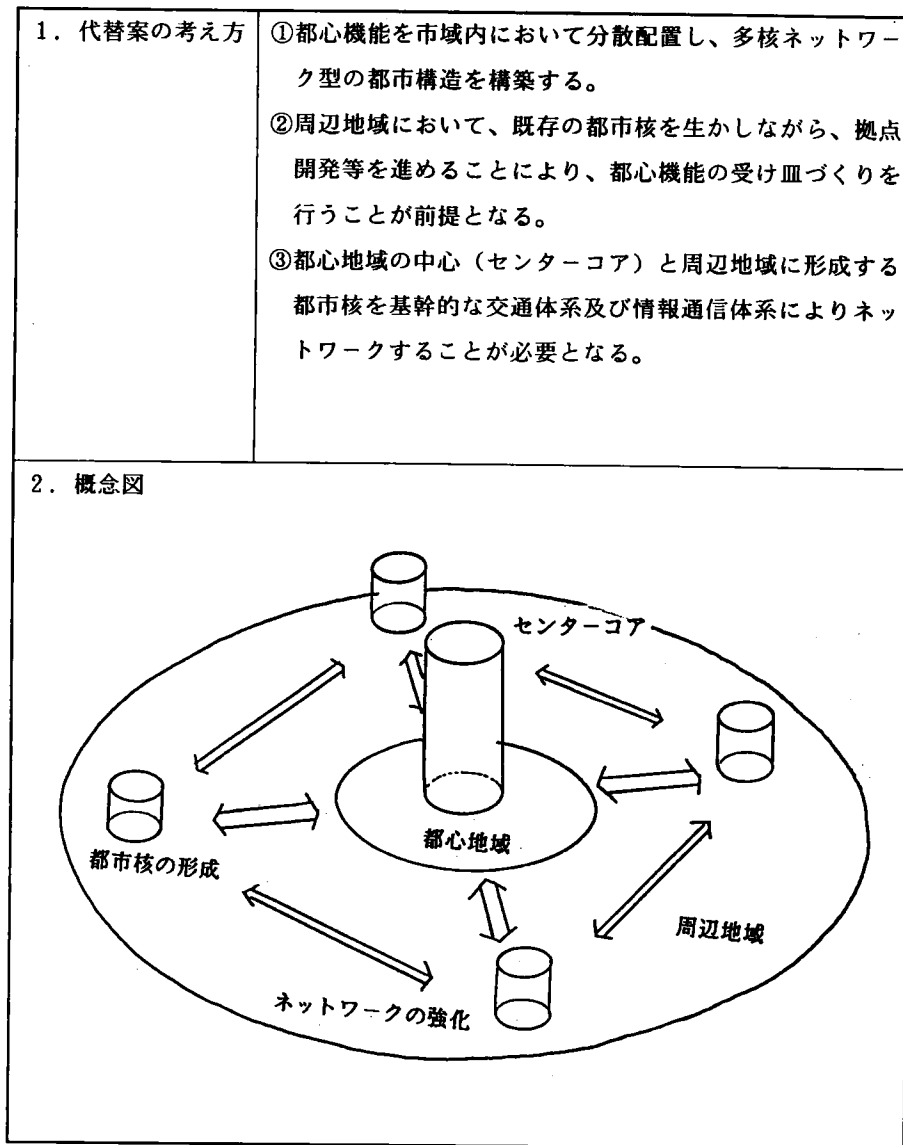 1．代替案の考え方
①都心機能を市域内において分散配置し、多核ネットワー
ク型の都市構造を構築する。
②周辺地域において、既存の都市核を生かしながら、拠点
開発等を進めることにより、都心機能の受け皿づくりを
行うことが前提となる。
③都心地域の中心（センターコア）と周辺地域に形成する
都市核を基幹的な交通体系及び情報通信体系によりネッ
トワークすることが必要となる。
2．概念図
センターコア
都心地域
都市核の形成
周辺地域
ネットワークの強化